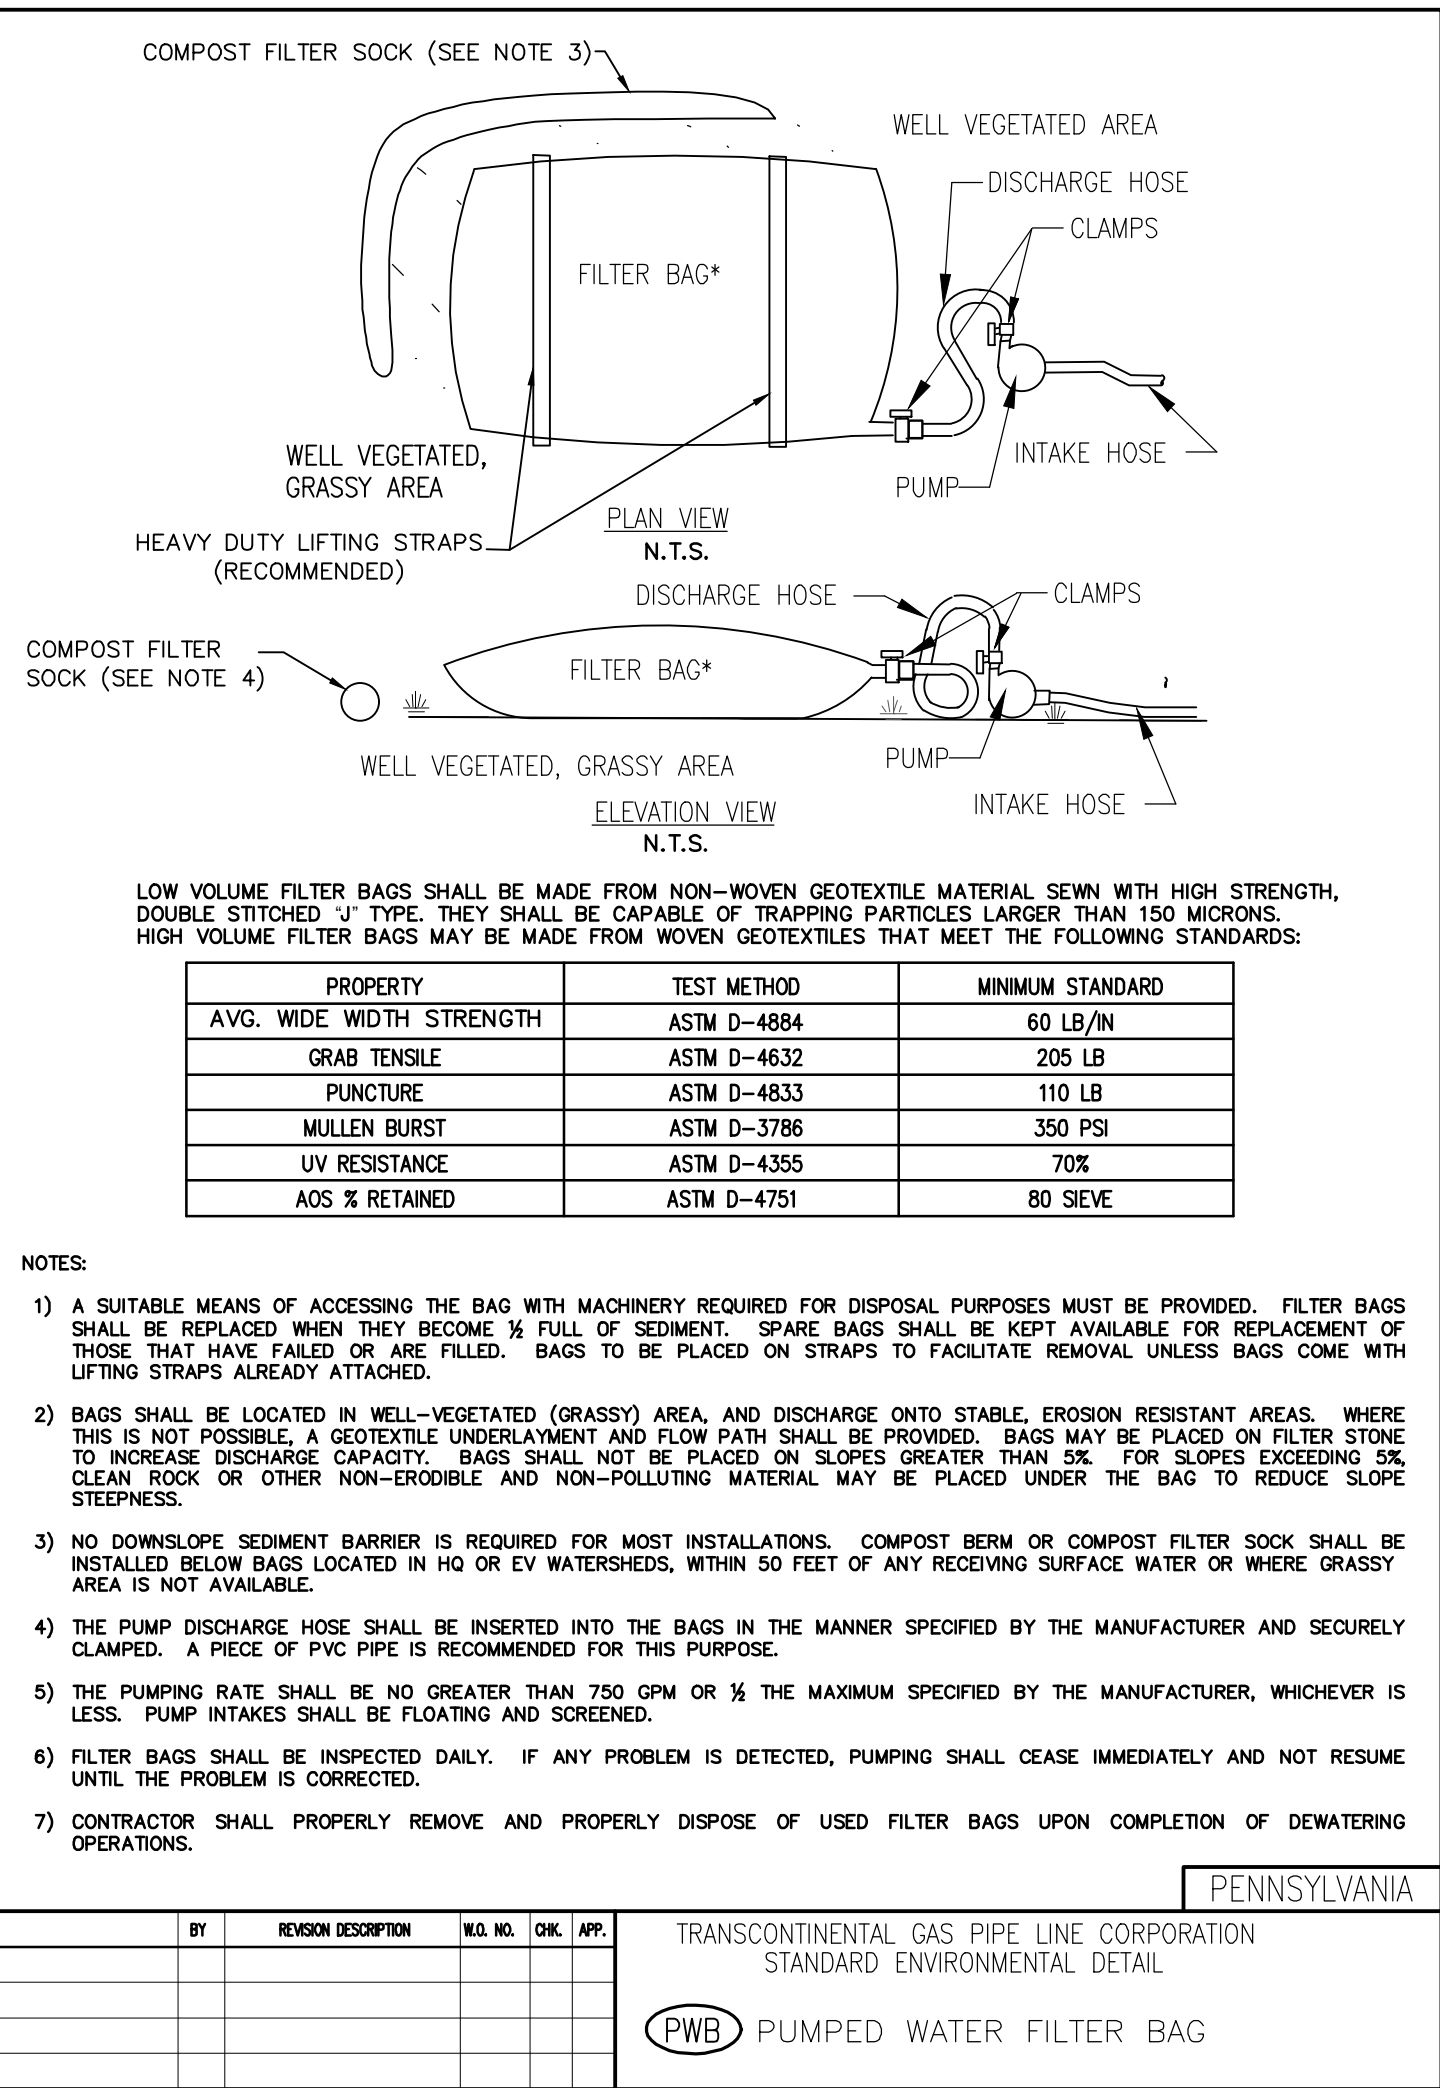 COMPOST FILTER SOCK (SEE NOTE 3)
WELL VEGETATED AREA
DISCHARGE HOSE
CLAMPS
FILTER BAG*
INTAKE HOSE
WELL VEGETATED,
GRASSY AREA
PUMP
PLAN VIEW
N.T.S.
HEAVY DUTY LIFTING STRAPS
(RECOMMENDED)
DISCHARGE HOSE
CLAMPS
COMPOST FILTER
SOCK (SEE NOTE 4)
FILTER BAG*
PUMP
WELL VEGETATED, GRASSY AREA
INTAKE HOSE
ELEVATION VIEW
N.T.S.
LOW VOLUME FILTER BAGS SHALL BE MADE FROM NON-WOVEN GEOTEXTILE MATERIAL SEWN WITH HIGH STRENGTH,
DOUBLE STITCHED "J" TYPE. THEY SHALL BE CAPABLE OF TRAPPING PARTICLES LARGER THAN 150 MICRONS.
HIGH VOLUME FILTER BAGS MAY BE MADE FROM WOVEN GEOTEXTILES THAT MEET THE FOLLOWING STANDARDS:
PROPERTY TEST METHOD MINIMUM STANDARD
AVG. WIDE WIDTH STRENGTH ASTM D-4884 60 LB/IN
GRAB TENSILE ASTM D-4632 205 LB
PUNCTURE ASTM D-4833 110 LB
MULLEN BURST ASTM D-3786 350 PSI
UV RESISTANCE ASTM D-4355 70%
AOS % RETAINED ASTM D-4751 80 SIEVE
NOTES:
1) A SUITABLE MEANS OF ACCESSING THE BAG WITH MACHINERY REQUIRED FOR DISPOSAL PURPOSES MUST BE PROVIDED. FILTER BAGS
SHALL BE REPLACED WHEN THEY BECOME ½ FULL OF SEDIMENT. SPARE BAGS SHALL BE KEPT AVAILABLE FOR REPLACEMENT OF
THOSE THAT HAVE FAILED OR ARE FILLED. BAGS TO BE PLACED ON STRAPS TO FACILITATE REMOVAL UNLESS BAGS COME WITH
LIFTING STRAPS ALREADY ATTACHED.
2) BAGS SHALL BE LOCATED IN WELL-VEGETATED (GRASSY) AREA, AND DISCHARGE ONTO STABLE, EROSION RESISTANT AREAS. WHERE
THIS IS NOT POSSIBLE, A GEOTEXTILE UNDERLAYMENT AND FLOW PATH SHALL BE PROVIDED. BAGS MAY BE PLACED ON FILTER STONE
TO INCREASE DISCHARGE CAPACITY. BAGS SHALL NOT BE PLACED ON SLOPES GREATER THAN 5%. FOR SLOPES EXCEEDING 5%,
CLEAN ROCK OR OTHER NON-ERODIBLE AND NON-POLLUTING MATERIAL MAY BE PLACED UNDER THE BAG TO REDUCE SLOPE
STEEPNESS.
3) NO DOWNSLOPE SEDIMENT BARRIER IS REQUIRED FOR MOST INSTALLATIONS. COMPOST BERM OR COMPOST FILTER SOCK SHALL BE
INSTALLED BELOW BAGS LOCATED IN HQ OR EV WATERSHEDS, WITHIN 50 FEET OF ANY RECEIVING SURFACE WATER OR WHERE GRASSY
AREA IS NOT AVAILABLE.
4) THE PUMP DISCHARGE HOSE SHALL BE INSERTED INTO THE BAGS IN THE MANNER SPECIFIED BY THE MANUFACTURER AND SECURELY
CLAMPED. A PIECE OF PVC PIPE IS RECOMMENDED FOR THIS PURPOSE.
5) THE PUMPING RATE SHALL BE NO GREATER THAN 750 GPM OR ½ THE MAXIMUM SPECIFIED BY THE MANUFACTURER, WHICHEVER IS
LESS. PUMP INTAKES SHALL BE FLOATING AND SCREENED.
6) FILTER BAGS SHALL BE INSPECTED DAILY. IF ANY PROBLEM IS DETECTED, PUMPING SHALL CEASE IMMEDIATELY AND NOT RESUME
UNTIL THE PROBLEM IS CORRECTED.
7) CONTRACTOR SHALL PROPERLY REMOVE AND PROPERLY DISPOSE OF USED FILTER BAGS UPON COMPLETION OF DEWATERING
OPERATIONS.
PENNSYLVANIA
BY REVISION DESCRIPTION W.O. NO. CHK. APP.
TRANSCONTINENTAL GAS PIPE LINE CORPORATION
STANDARD ENVIRONMENTAL DETAIL
PWB PUMPED WATER FILTER BAG